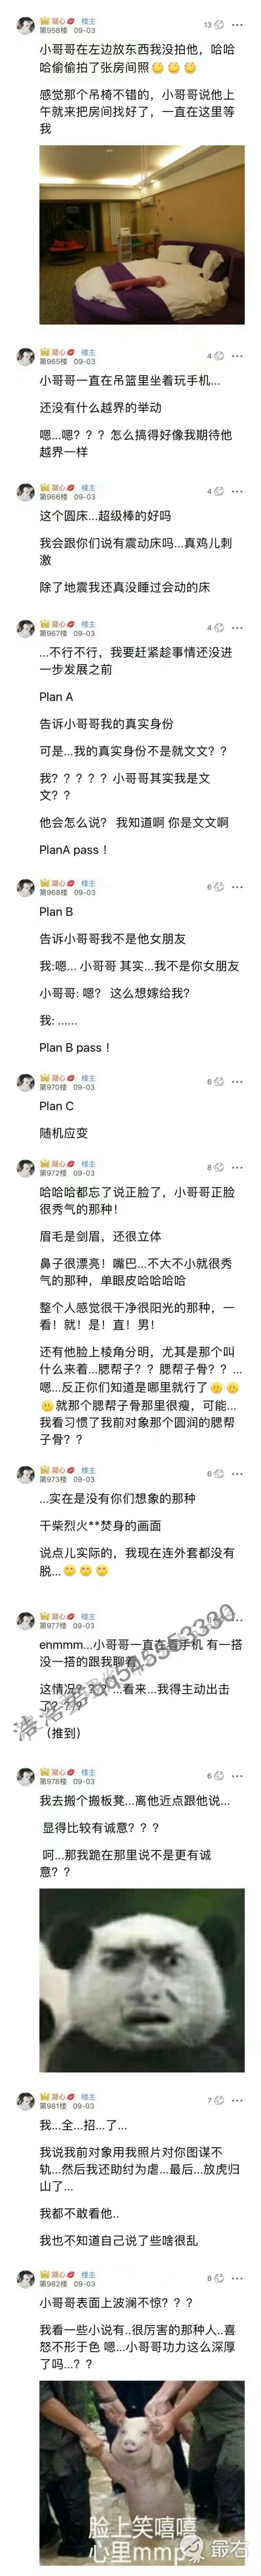 凝心 楼主
第958楼 09-03
13
小哥哥在左边放东西我没拍他，哈哈
哈偷偷拍了张房间照
感觉那个吊椅不错的，小哥哥说他上
午就来把房间找好了，一直在这里等
我
凝心 楼主
第965楼 09-03
4
小哥哥一直在吊篮里坐着玩手机...
还没有什么越界的举动
嗯...嗯？？？怎么搞得好像我期待他
越界一样
凝心 楼主
第966楼 09-03
4
这个圆床...超级棒的好吗
我会跟你们说有震动床吗...真鸡儿刺
激
除了地震我还真没睡过会动的床
凝心 楼主
第967楼 09-03
4
...不行不行，我要赶紧趁事情还没进
一步发展之前
Plan A
告诉小哥哥我的真实身份
可是...我的真实身份不是就文文？？
我？？？？？小哥哥其实我是文
文？？
他会怎么说？ 我知道啊 你是文文啊
PlanA pass！
凝心 楼主
第968楼 09-03
6
Plan B
告诉小哥哥我不是他女朋友
我:嗯... 小哥哥 其实...我不是你女朋友
小哥哥: 嗯？ 这么想嫁给我?
我: ......
Plan B pass！
凝心 楼主
第970楼 09-03
6
Plan C
随机应变
凝心 楼主
第972楼 09-03
8
哈哈哈都忘了说正脸了，小哥哥正脸
很秀气的那种！
眉毛是剑眉，还很立体
鼻子很漂亮！嘴巴...不大不小就很秀
气的那种，单眼皮哈哈哈哈
整个人感觉很干净很阳光的那种，一
看！就！是！直！男！
还有他脸上棱角分明，尤其是那个叫
什么来着...腮帮子？？腮帮子骨？？...
嗯...反正你们知道是哪里就行了
就那个腮帮子骨那里很瘦，可能...
我看习惯了我前对象那个圆润的腮帮
子骨？？
凝心 楼主
第973楼 09-03
6
...实在是没有你们想象的那种
干柴烈火**焚身的画面
说点儿实际的，我现在连外套都没有
脱...
凝心 楼主
第977楼 09-03
enmmm...小哥哥一直在看手机 有一搭
没一搭的跟我聊着
这情况？？？...看来...我得主动出击
了？？？
（推到）
凝心 楼主
第978楼 09-03
6
我去搬个搬板凳...离他近点跟他说...
显得比较有诚意？？？
呵...那我跪在那里说不是更有诚
意？？
凝心 楼主
第981楼 09-03
7
我...全...招...了...
我说我前对象用我照片对你图谋不
轨...然后我还助纣为虐...最后...放虎归
山了...
我都不敢看他..
我也不知道自己说了些啥很乱
凝心 楼主
第982楼 09-03
8
小哥哥表面上波澜不惊？？？
我看一些小说有..很厉害的那种人..喜
怒不形于色 嗯...小哥哥功力这么深厚
了吗...？？
脸上笑嘻嘻
心里mmp
最右